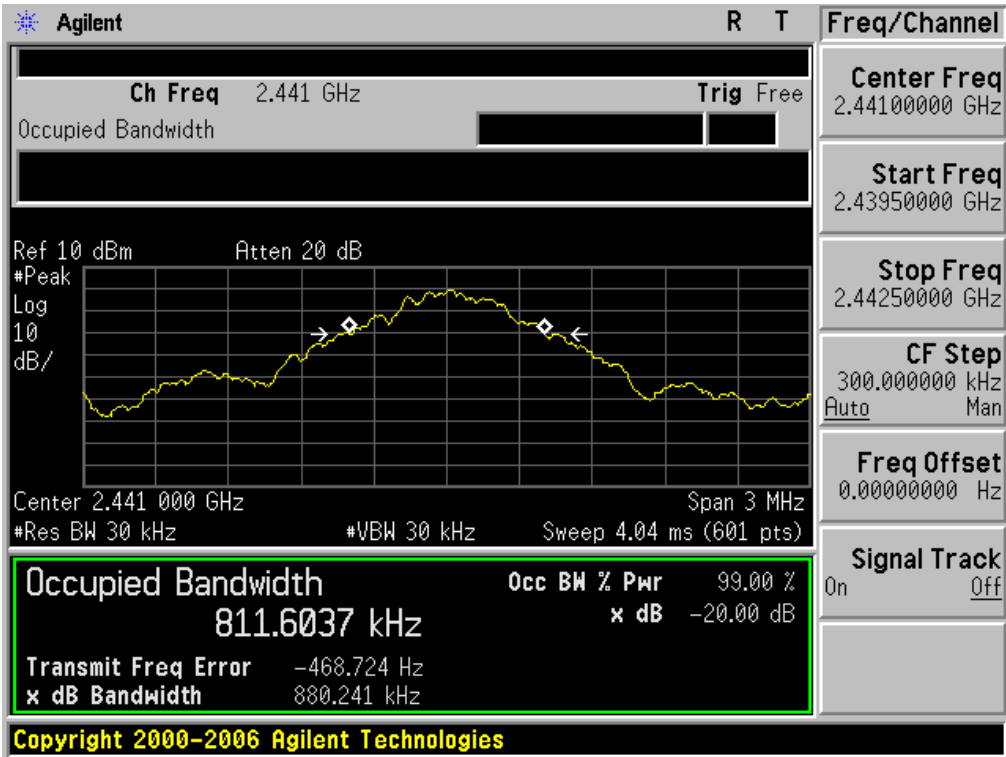 Agilent R T
Ch Freq 2.441 GHz Trig Free
Occupied Bandwidth
Ref 10 dBm Atten 20 dB
#Peak
Log
10
dB/
Center 2.441 000 GHz Span 3 MHz
#Res BW 30 kHz #VBW 30 kHz Sweep 4.04 ms (601 pts)
Occupied Bandwidth
811.6037 kHz
Occ BW % Pwr 99.00 %
x dB -20.00 dB
Transmit Freq Error -468.724 Hz
x dB Bandwidth 880.241 kHz
Copyright 2000-2006 Agilent Technologies
Freq/Channel
Center Freq
2.44100000 GHz
Start Freq
2.43950000 GHz
Stop Freq
2.44250000 GHz
CF Step
300.000000 kHz
Auto Man
Freq Offset
0.00000000 Hz
Signal Track
On Off